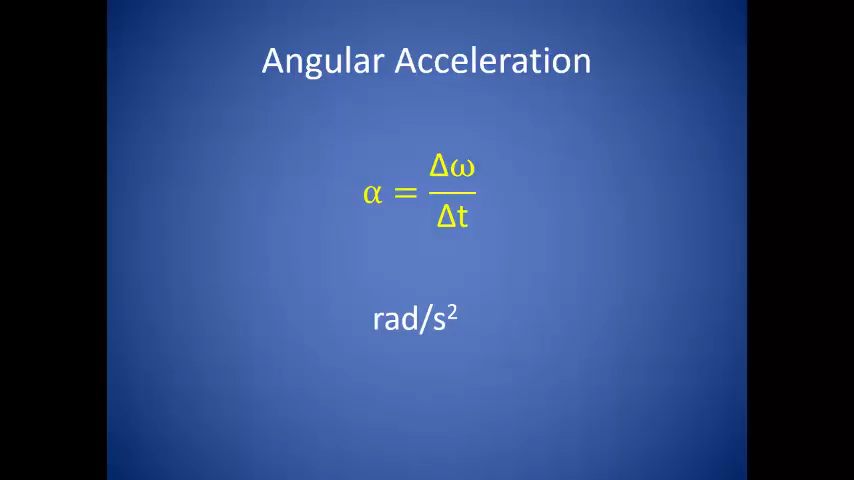 Angular Acceleration
α = Δω/Δt
rad/s²